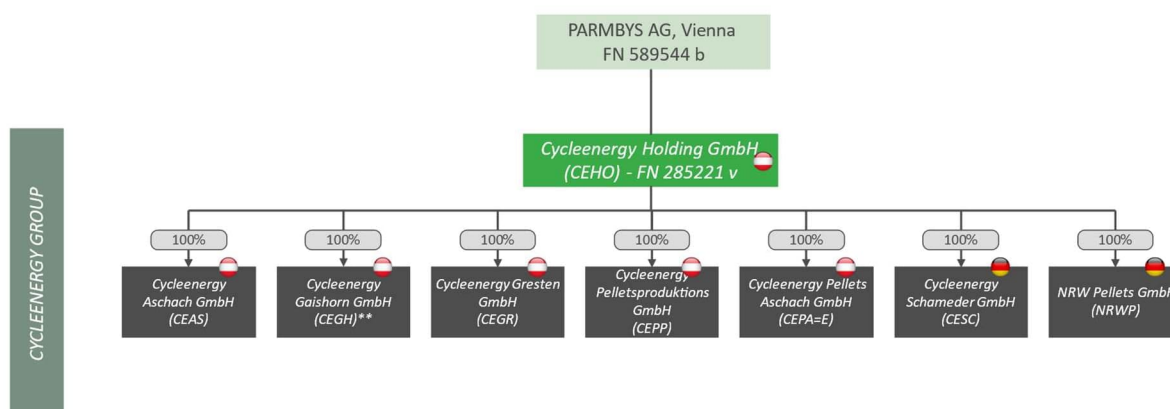 PARMBYS AG, Vienna
FN 589544 b
CYCLEENERGY GROUP
Cycleenergy Holding GmbH
(CEHO) - FN 285221 v
100%
100%
100%
100%
100%
100%
100%
Cycleenergy
Aschach GmbH
(CEAS)
Cycleenergy
Gaishorn GmbH
(CEGH)**
Cycleenergy Gresten
GmbH
(CEGR)
Cycleenergy
Pelletsproduktions
GmbH
(CEPP)
Cycleenergy Pellets
Aschach GmbH
(CEPA=E)
Cycleenergy
Schameder GmbH
(CESC)
NRW Pellets GmbH
(NRWP)